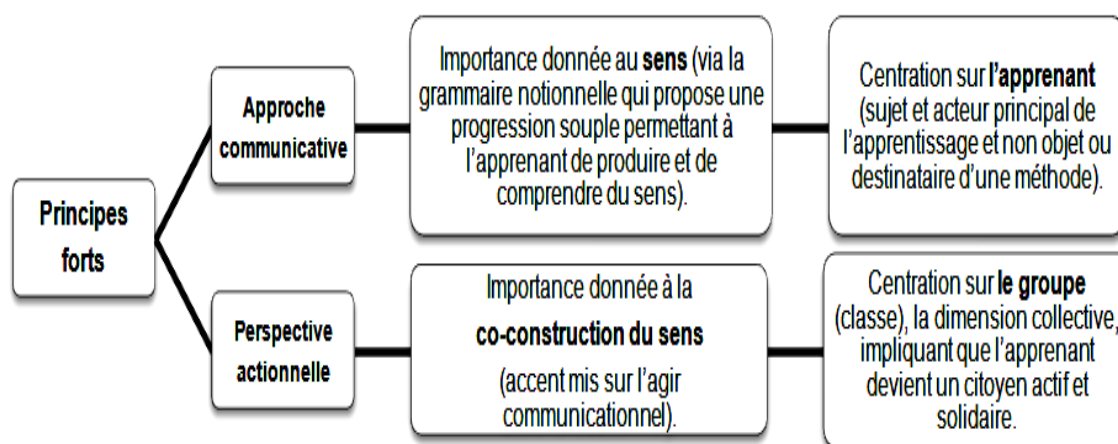 Principes
forts
Approche
communicative
Importance donnée au sens (via la
grammaire notionnelle qui propose une
progression souple permettant à
l'apprenant de produire et de
comprendre du sens).
Centration sur l'apprenant
(sujet et acteur principal de
l'apprentissage et non objet ou
destinataire d'une méthode).
Perspective
actionnelle
Importance donnée à la
co-construction du sens
(accent mis sur l'agir
communicationnel).
Centration sur le groupe
(classe), la dimension collective,
impliquant que l'apprenant
devient un citoyen actif et
solidaire.